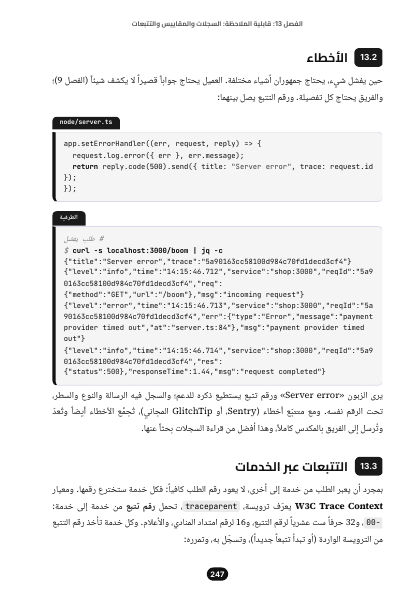 الفصل 13: قابلية الملاحظة: السجلات والمقاييس والتتبعات
13.2 الأخطاء
حين يفشل شيء، يحتاج جمهوران أشياء مختلفة. العميل يحتاج جواباً قصيراً لا يكشف شيئاً (الفصل 9)؛
والفريق يحتاج كل تفصيلة. ورقم التتبع يصل بينهما:
node/server.ts
app.setErrorHandler((err, request, reply) => {
request.log.error({ err }, err.message);
return reply.code(500).send({ title: "Server error", trace: request.id
});
});
الطرفية
# طلب يفشل
$ curl -s localhost:3000/boom | jq -c
{"title":"Server error","trace":"5a90163cc58100d984c70fd1decd3cf4"}
{"level":"info","time":"14:15:46.712","service":"shop:3000","reqId":"5a9
0163cc58100d984c70fd1decd3cf4","req":
{"method":"GET","url":"/boom"},"msg":"incoming request"}
{"level":"error","time":"14:15:46.713","service":"shop:3000","reqId":"5a
90163cc58100d984c70fd1decd3cf4","err":{"type":"Error","message":"payment
provider timed out","at":"server.ts:84"},"msg":"payment provider timed
out"}
{"level":"info","time":"14:15:46.714","service":"shop:3000","reqId":"5a9
0163cc58100d984c70fd1decd3cf4","res":
{"status":500},"responseTime":1.44,"msg":"request completed"}
يرى الزبون «Server error» ورقم تتبع يستطيع ذكره للدعم؛ والسجل فيه الرسالة والنوع والسطر،
تحت الرقم نفسه. ومع متتبّع أخطاء (Sentry، أو GlitchTip المجاني)، تُجمَّع الأخطاء أيضاً وتُعدّ
وتُرسل إلى الفريق بالمكدس كاملاً، وهذا أفضل من قراءة السجلات بحثاً عنها.
13.3 التتبعات عبر الخدمات
بمجرد أن يعبر الطلب من خدمة إلى أخرى، لا يعود رقم الطلب كافياً: فكل خدمة ستخترع رقمها. ومعيار
W3C Trace Context يعرّف ترويسة، traceparent، تحمل رقم تتبع من خدمة إلى خدمة:
00-، و32 حرفاً ست عشرياً لرقم التتبع، و16 لرقم امتداد المنادي، والأعلام. وكل خدمة تأخذ رقم التتبع
من الترويسة الواردة (أو تبدأ تتبعاً جديداً)، وتسجّل به، وتمرره:
247